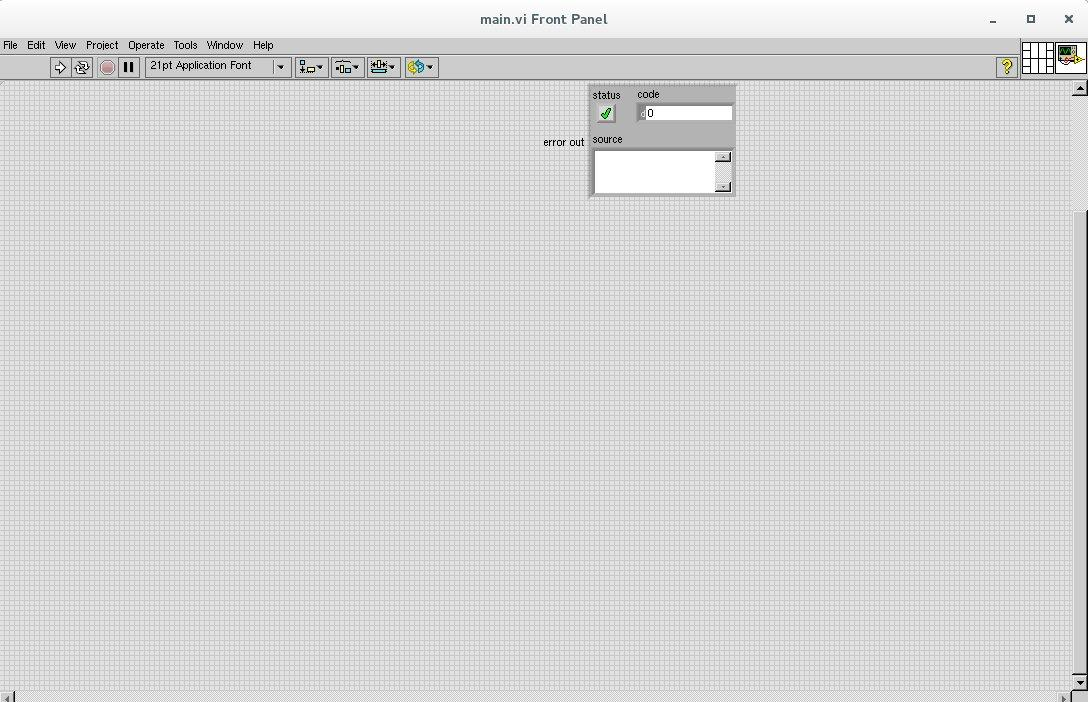 main.vi Front Panel
File Edit View Project Operate Tools Window Help
21pt Application Font
?
status code
d 0
error out
source